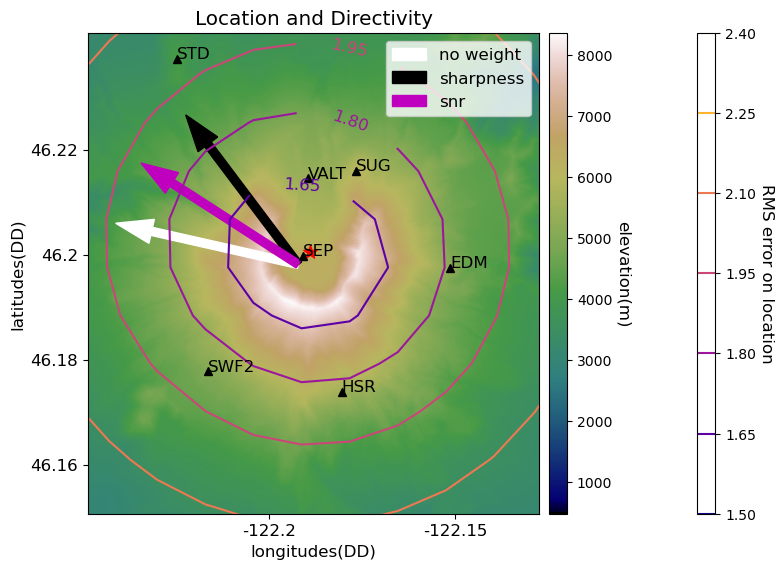 Location and Directivity
1.95
1.80
1.65
STD
VALT
SUG
SEP
EDM
SWF2
HSR
no weight
sharpness
snr
46.22
46.2
46.18
46.16
latitudes(DD)
-122.2
-122.15
longitudes(DD)
8000
7000
6000
5000
4000
3000
2000
1000
elevation(m)
2.40
2.25
2.10
1.95
1.80
1.65
1.50
RMS error on location